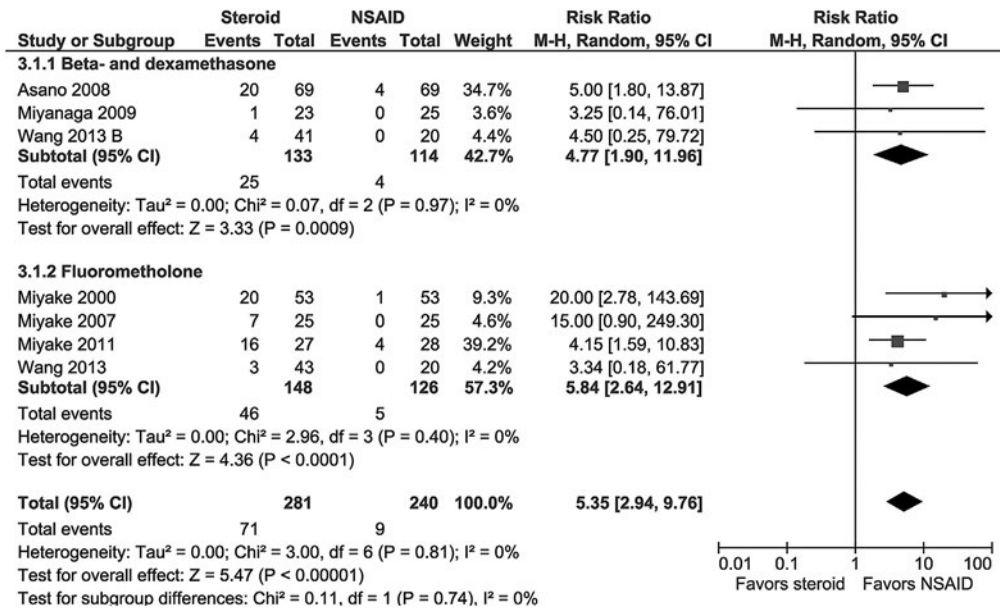 Steroid NSAID Risk Ratio Risk Ratio
Study or Subgroup Events Total Events Total Weight M-H, Random, 95% CI M-H, Random, 95% CI
3.1.1 Beta- and dexamethasone
Asano 2008 20 69 4 69 34.7% 5.00 [1.80, 13.87]
Miyanaga 2009 1 23 0 25 3.6% 3.25 [0.14, 76.01]
Wang 2013 B 4 41 0 20 4.4% 4.50 [0.25, 79.72]
Subtotal (95% CI) 133 114 42.7% 4.77 [1.90, 11.96]
Total events 25 4
Heterogeneity: Tau² = 0.00; Chi² = 0.07, df = 2 (P = 0.97); I² = 0%
Test for overall effect: Z = 3.33 (P = 0.0009)
3.1.2 Fluorometholone
Miyake 2000 20 53 1 53 9.3% 20.00 [2.78, 143.69]
Miyake 2007 7 25 0 25 4.6% 15.00 [0.90, 249.30]
Miyake 2011 16 27 4 28 39.2% 4.15 [1.59, 10.83]
Wang 2013 3 43 0 20 4.2% 3.34 [0.18, 61.77]
Subtotal (95% CI) 148 126 57.3% 5.84 [2.64, 12.91]
Total events 46 5
Heterogeneity: Tau² = 0.00; Chi² = 2.96, df = 3 (P = 0.40); I² = 0%
Test for overall effect: Z = 4.36 (P < 0.0001)
Total (95% CI) 281 240 100.0% 5.35 [2.94, 9.76]
Total events 71 9
Heterogeneity: Tau² = 0.00; Chi² = 3.00, df = 6 (P = 0.81); I² = 0%
Test for overall effect: Z = 5.47 (P < 0.00001)
Test for subgroup differences: Chi² = 0.11, df = 1 (P = 0.74), I² = 0%
0.01 0.1 1 10 100
Favors steroid Favors NSAID